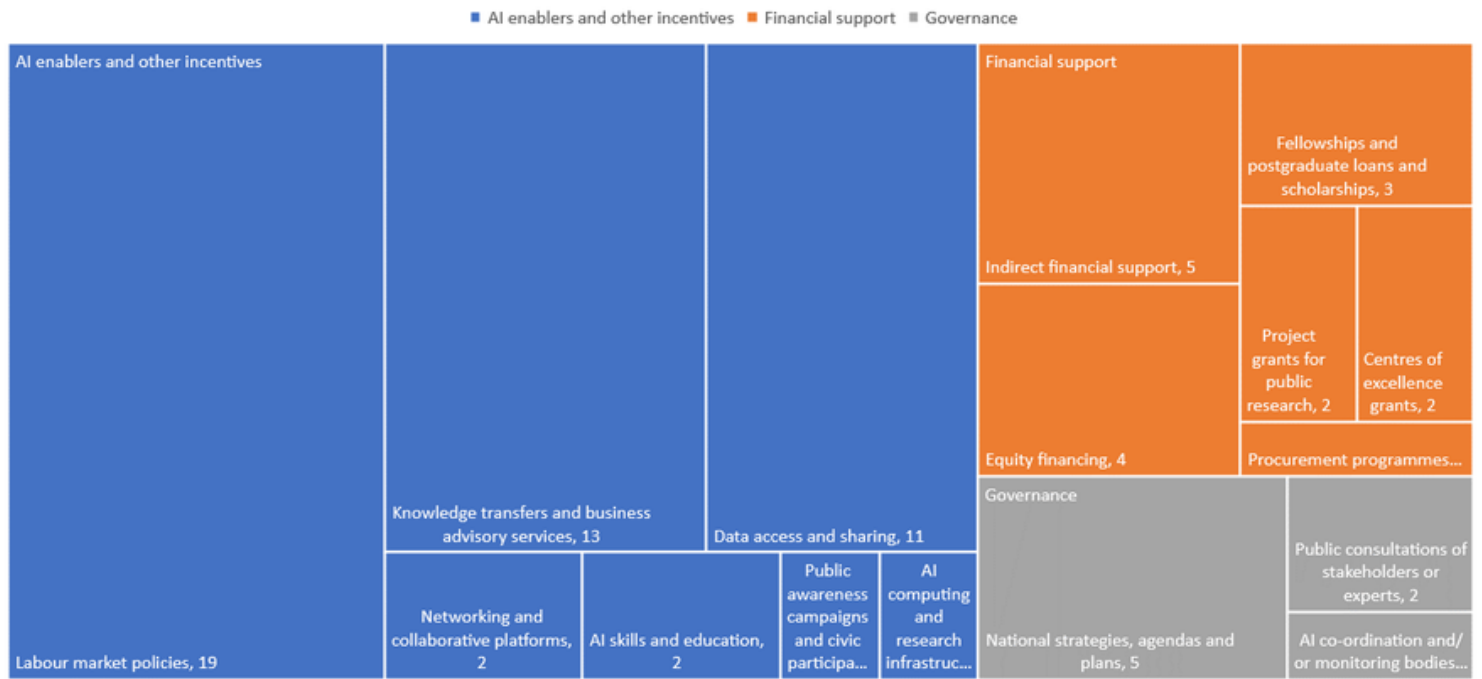 AI enablers and other incentives Financial support Governance
AI enablers and other incentives
Labour market policies, 19
Knowledge transfers and business
advisory services, 13
Data access and sharing, 11
Networking and
collaborative platforms,
2
AI skills and education,
2
Public
awareness
campaigns
and civic
participa...
AI
computing
and
research
infrastruc...
Financial support
Indirect financial support, 5
Equity financing, 4
Fellowships and
postgraduate loans and
scholarships, 3
Project
grants for
public
research, 2
Centres of
excellence
grants, 2
Procurement programmes...
Governance
National strategies, agendas and
plans, 5
Public consultations of
stakeholders or
experts, 2
AI co-ordination and/
or monitoring bodies...